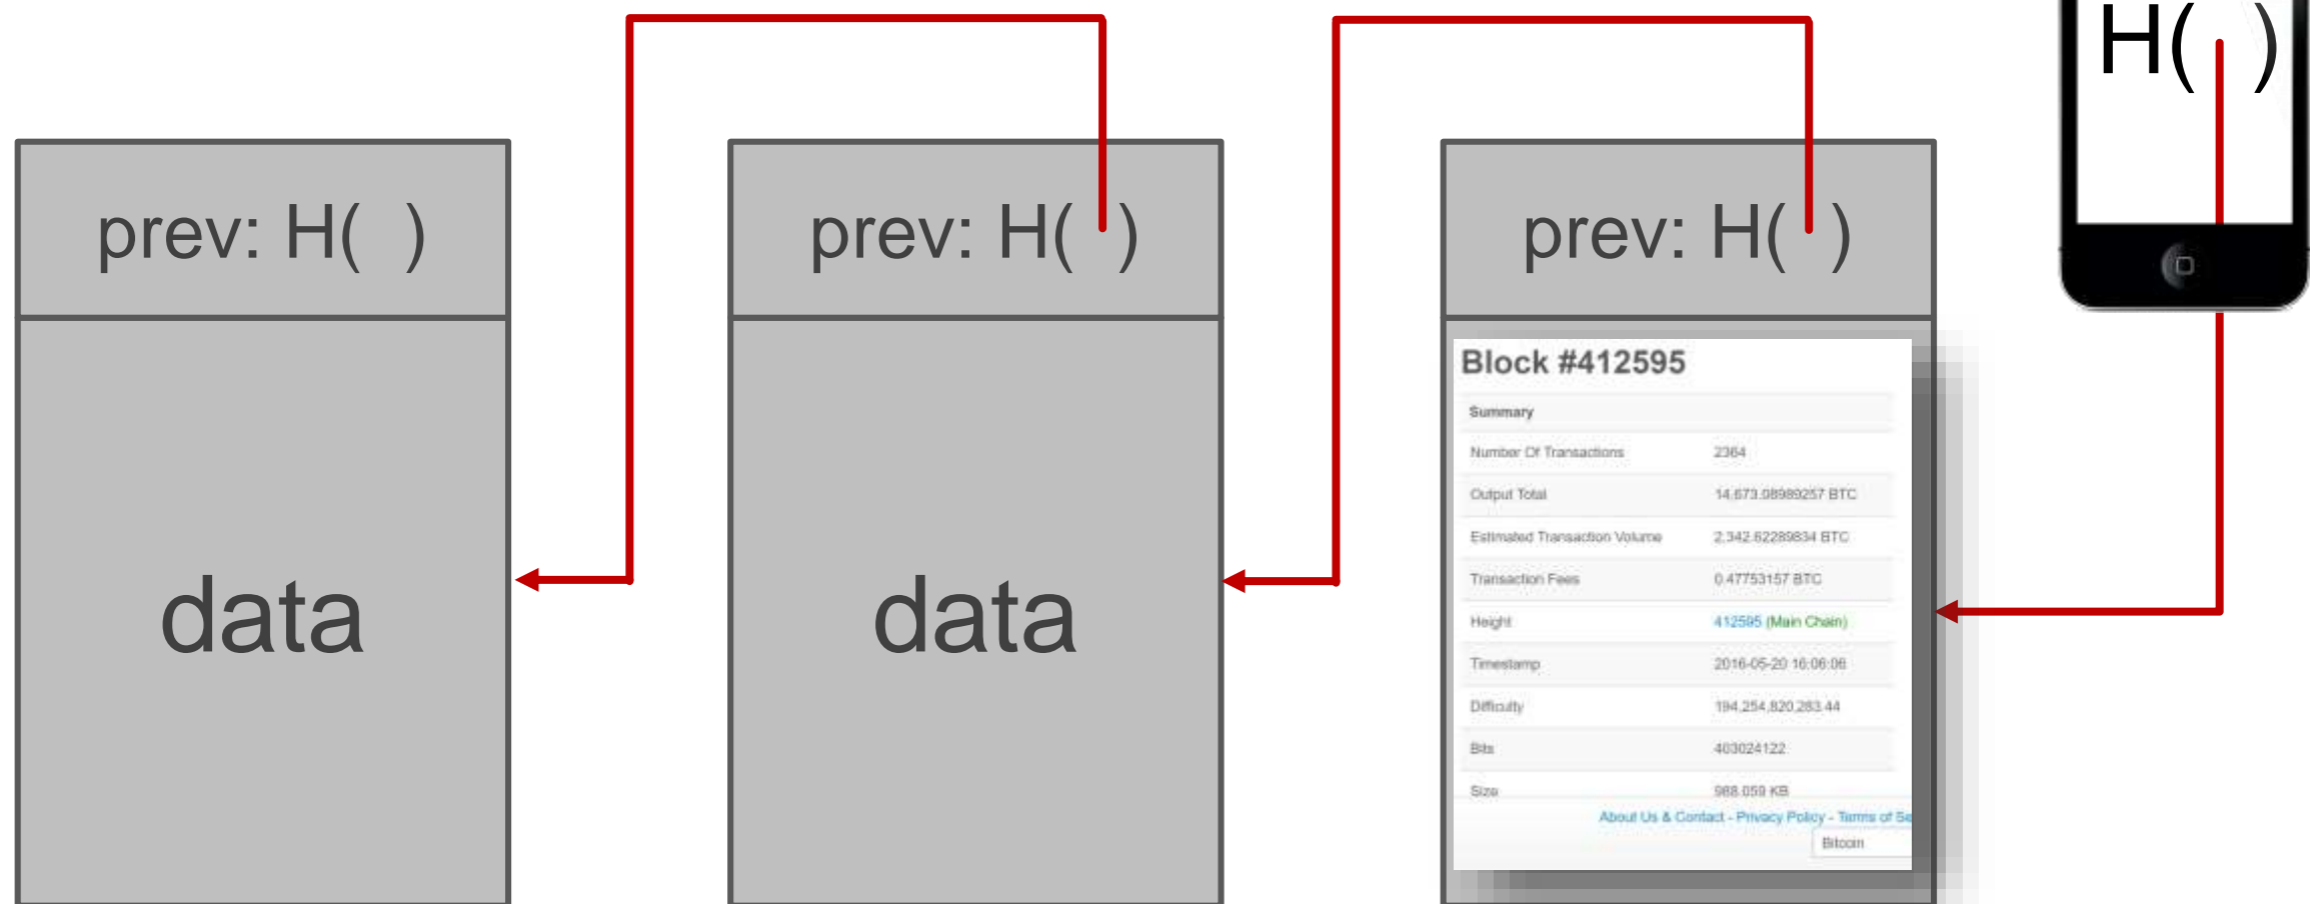 H( )
prev: H( )
prev: H( )
prev: H( )
data
data
Block #412595
Summary
Number Of Transactions 2364
Output Total 14,673.08989257 BTC
Estimated Transaction Volume 2,342.62289834 BTC
Transaction Fees 0.47753157 BTC
Height 412595 (Main Chain)
Timestamp 2016-05-20 16:06:06
Difficulty 194,254,820,283.44
Bits 403024122
Size 988.059 KB
About Us & Contact - Privacy Policy - Terms of Se
Bitcoin